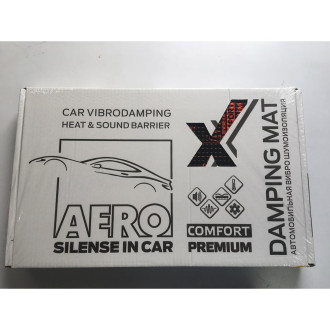 CAR VIBRODAMPING
HEAT & SOUND BARRIER
AERO
SILENSE IN CAR
COMFORT
PREMIUM
DAMPING MAT
АВТОМОБИЛЬНАЯ ВИБРО ШУМОИЗОЛЯЦИЯ